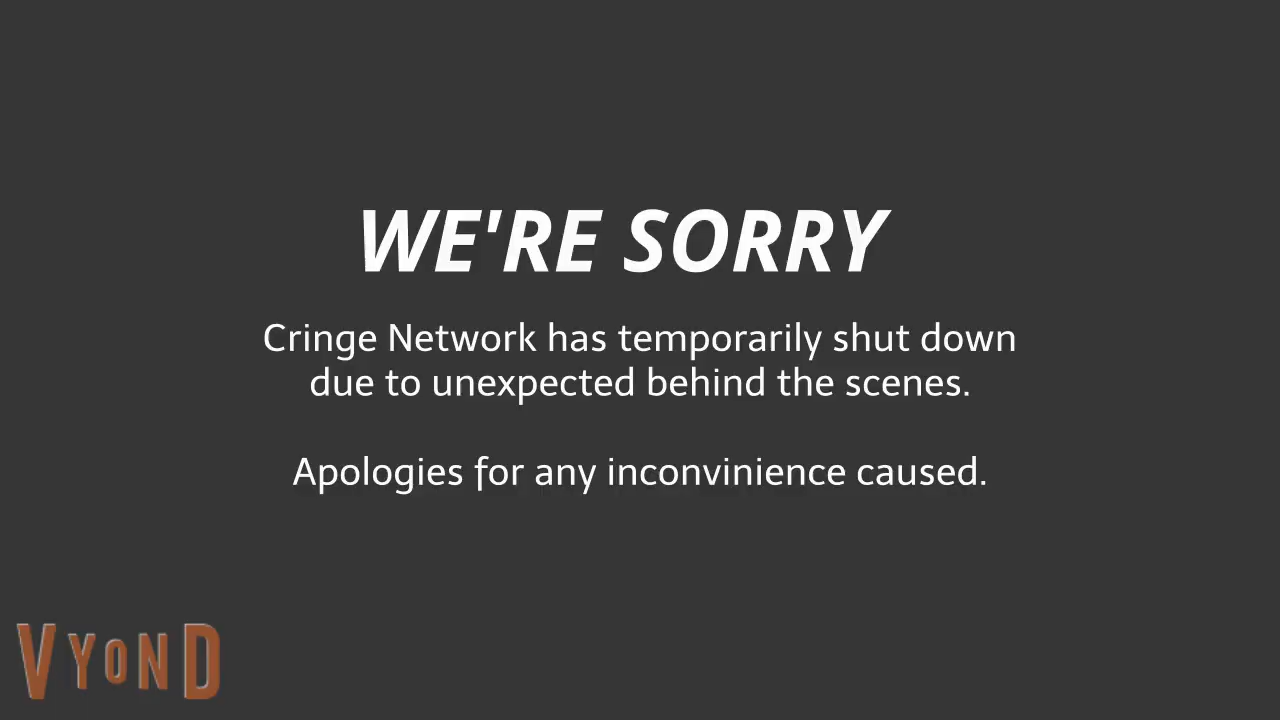 WE'RE SORRY
Cringe Network has temporarily shut down
due to unexpected behind the scenes.
Apologies for any inconvinience caused.
VYOND